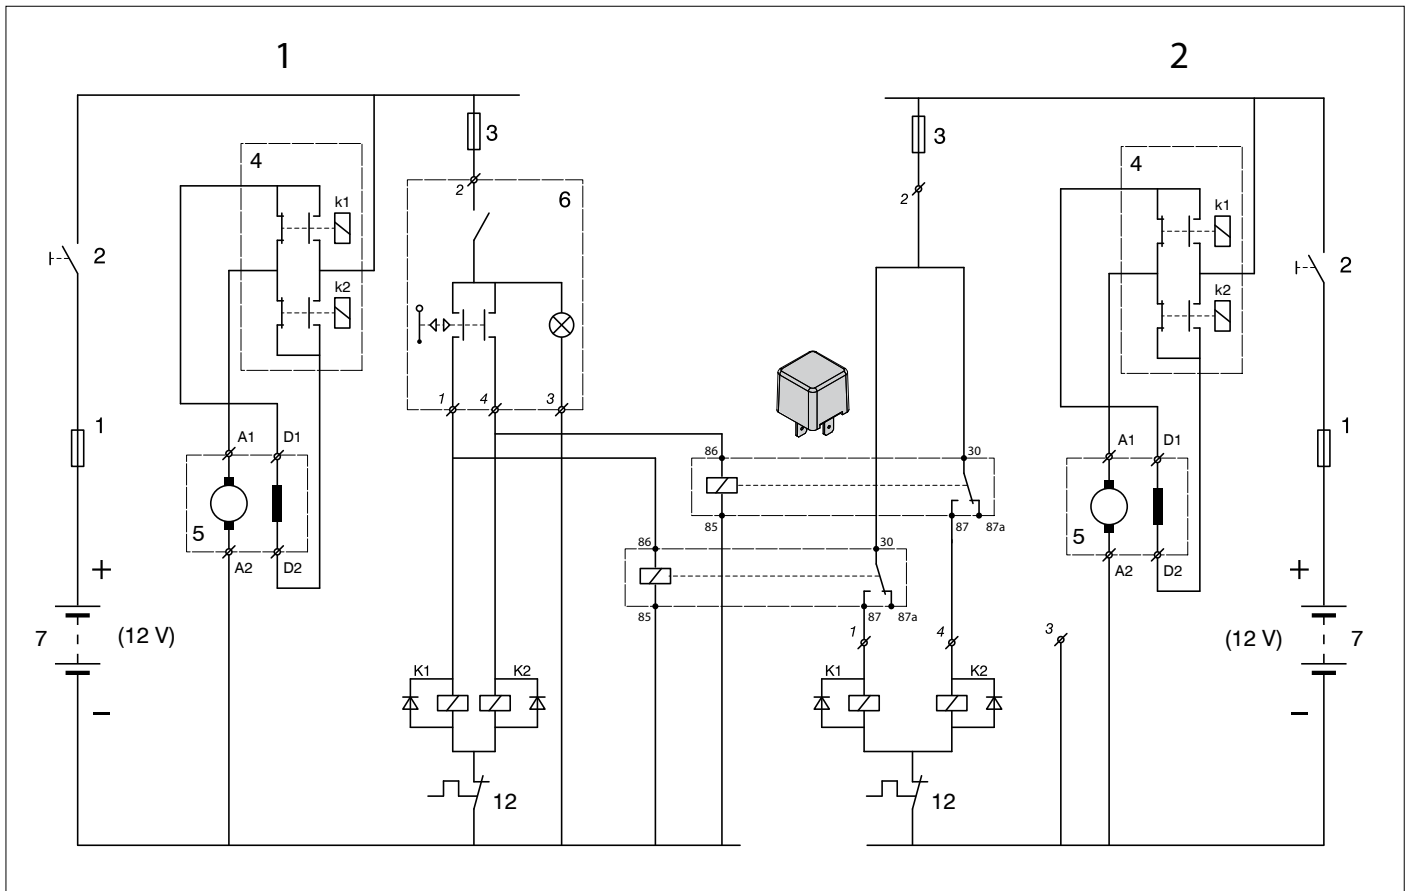 1 2
3 3
4 6 4
2 2
k1 k1
2 2
k2 k2
1 1
1 4 3
A1 D1 A1 D1
86 30
5 5
85 87 87a
86 30
A2 D2 A2 D2
+ +
7 (12 V) (12 V) 7
85 87 87a
1 4 3
K1 K2 K1 K2
− −
12 12